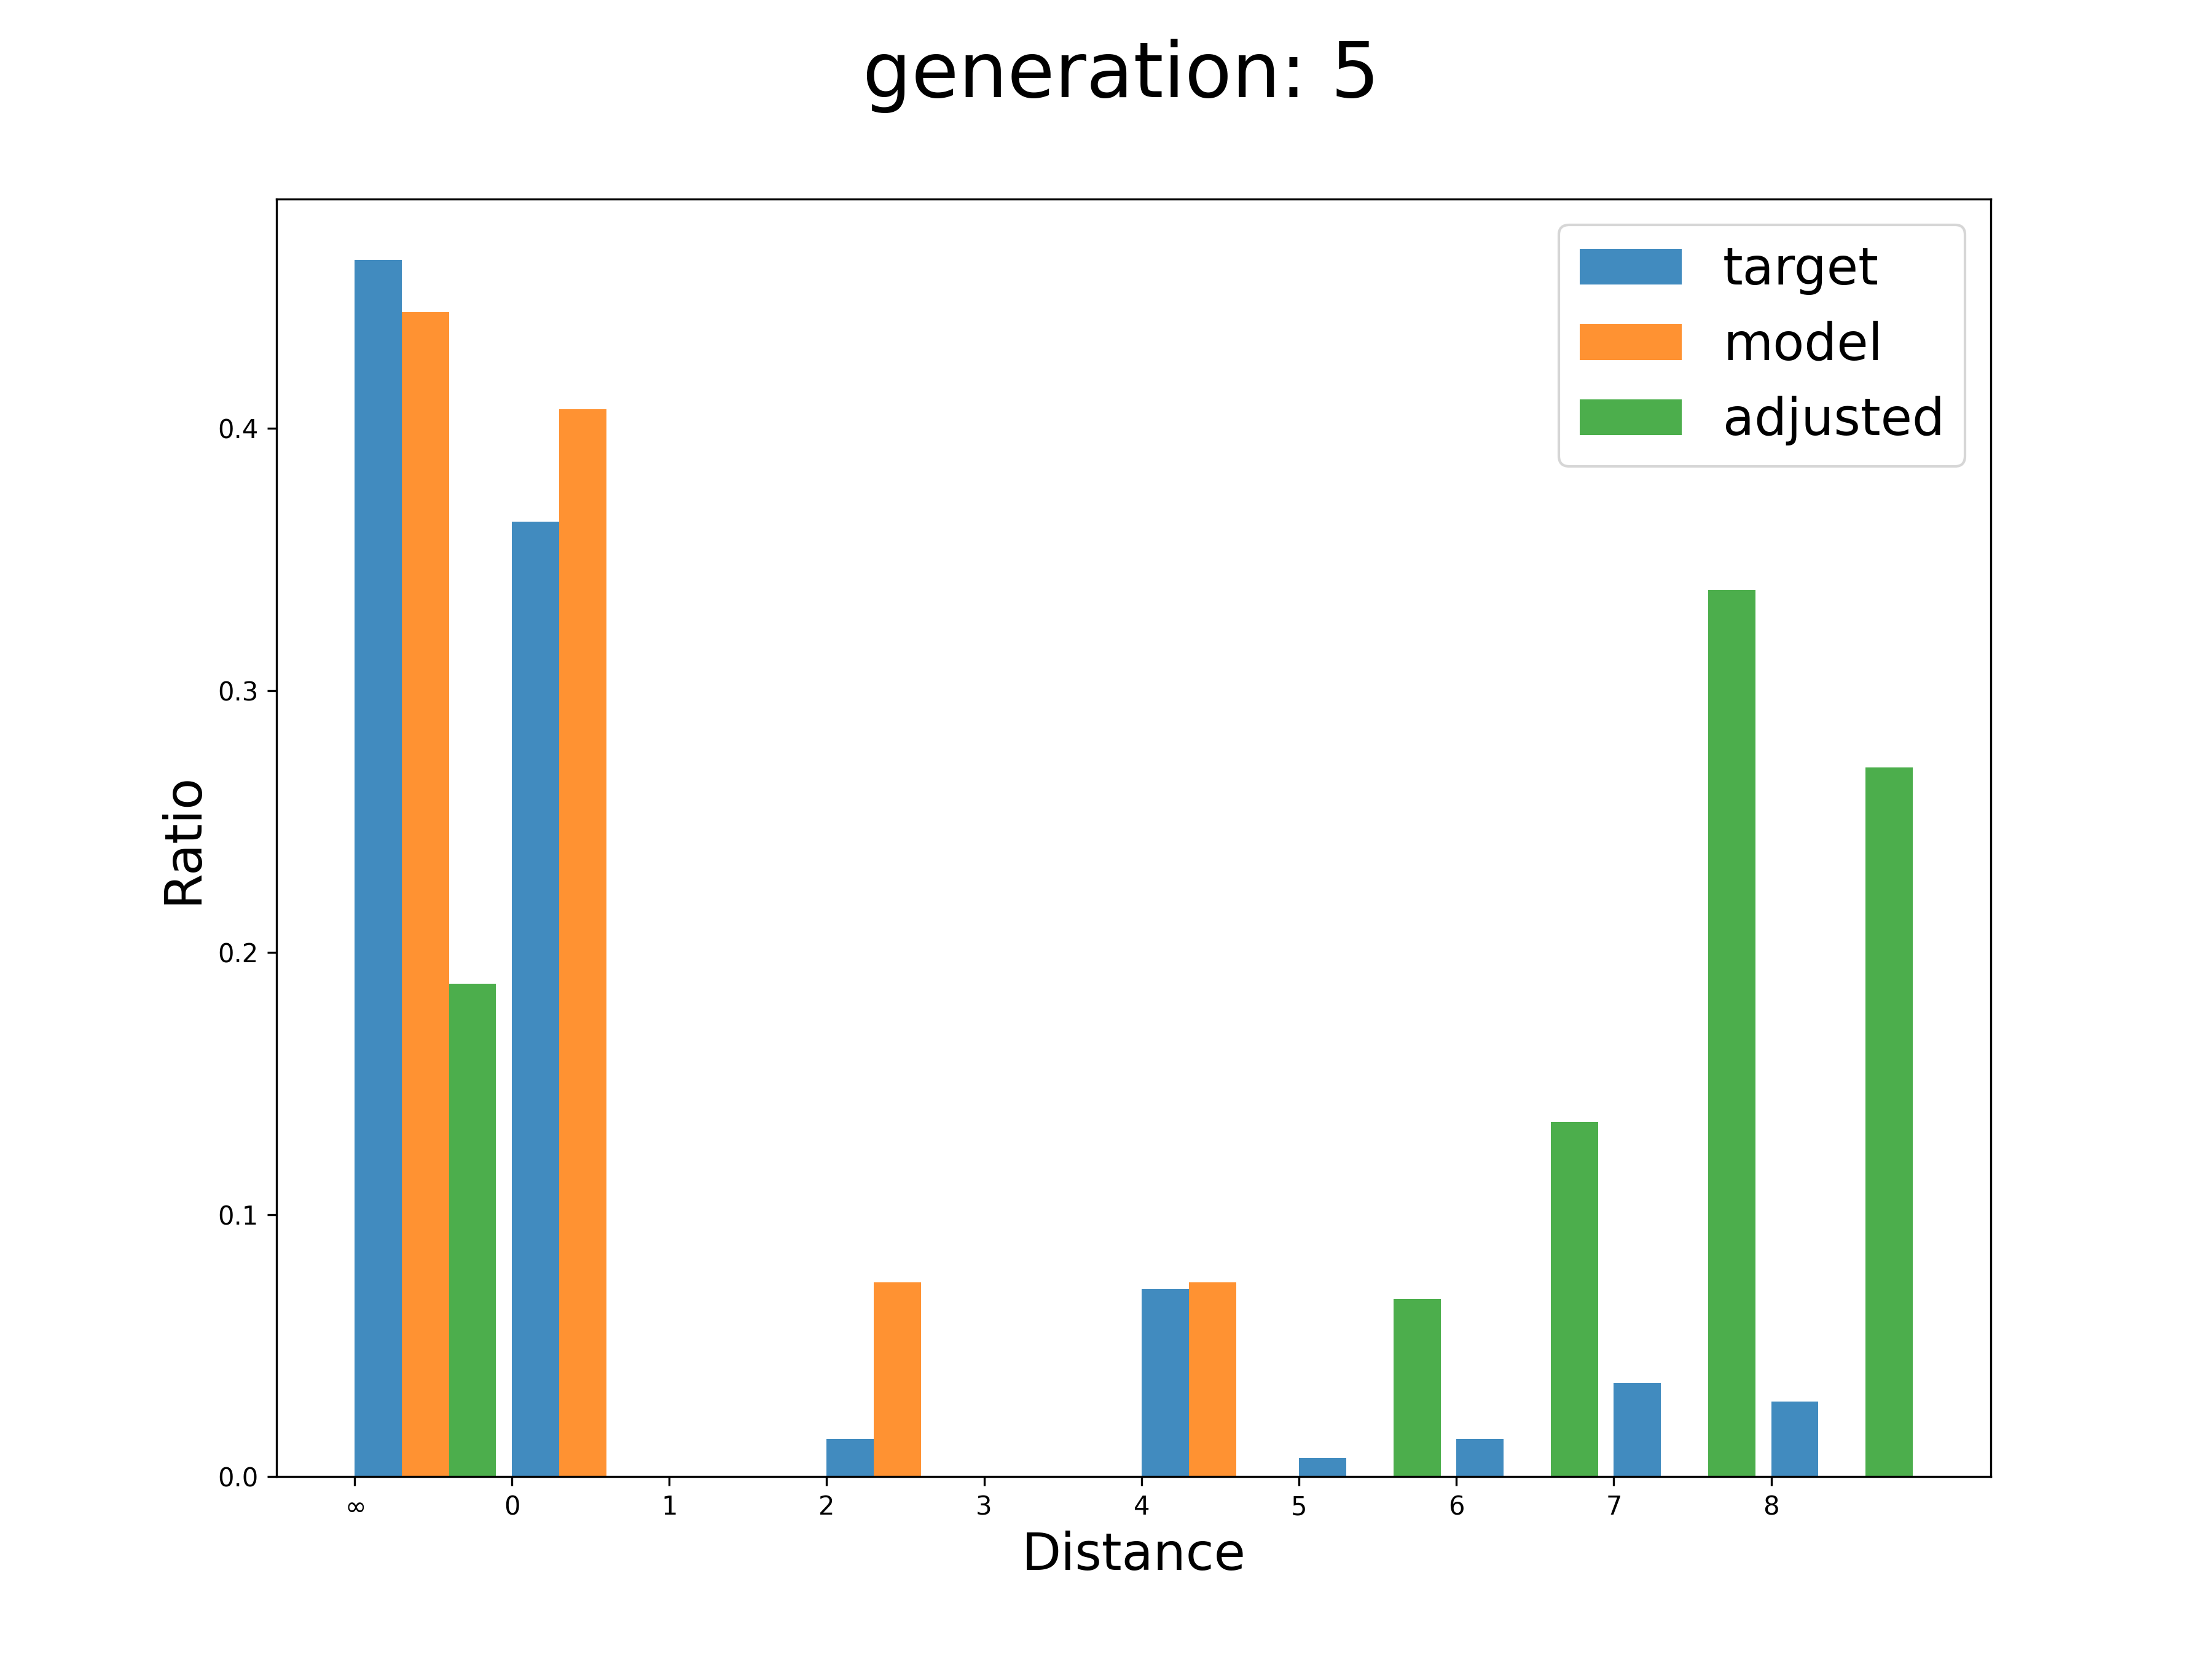 generation: 5
target
model
adjusted
0.4
0.3
0.2
0.1
0.0
Ratio
∞ 0 1 2 3 4 5 6 7 8
Distance